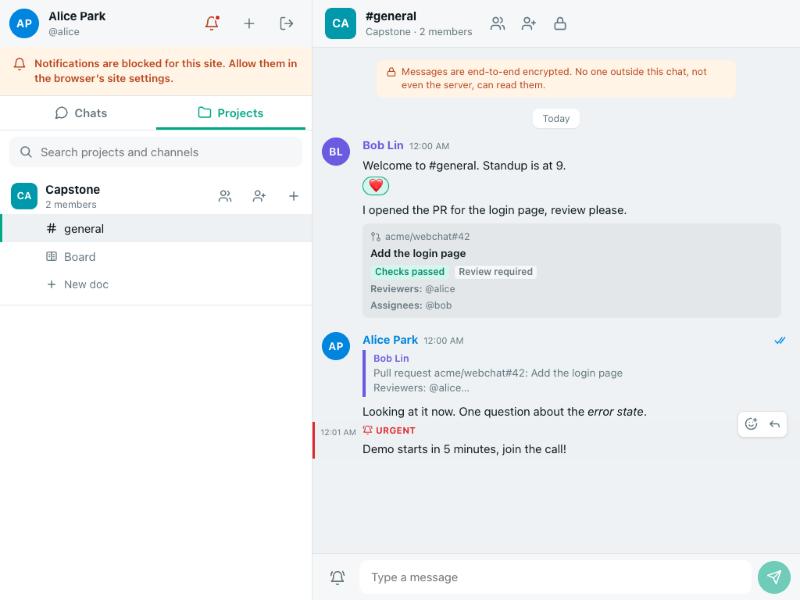 AP
Alice Park
@alice
Notifications are blocked for this site. Allow them in
the browser's site settings.
Chats
Projects
Search projects and channels
CA
Capstone
2 members
# general
Board
+ New doc
CA
#general
Capstone · 2 members
Messages are end-to-end encrypted. No one outside this chat, not
even the server, can read them.
Today
BL
Bob Lin 12:00 AM
Welcome to #general. Standup is at 9.
I opened the PR for the login page, review please.
acme/webchat#42
Add the login page
Checks passed Review required
Reviewers: @alice
Assignees: @bob
AP
Alice Park 12:00 AM
Bob Lin
Pull request acme/webchat#42: Add the login page
Reviewers: @alice...
Looking at it now. One question about the error state.
12:01 AM URGENT
Demo starts in 5 minutes, join the call!
Type a message